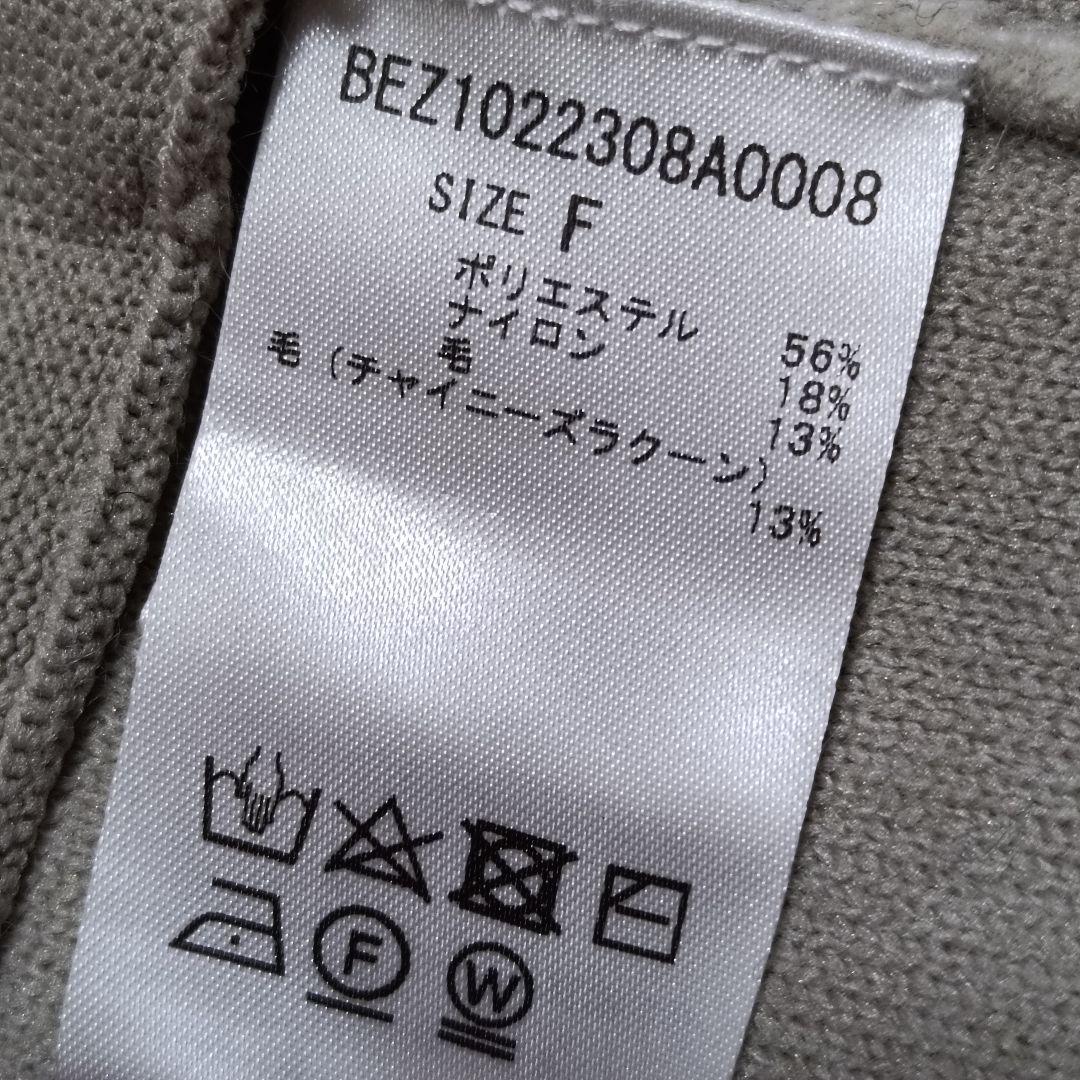 BEZ1022308A0008
SIZE F
ポリエステル 56%
ナイロン 18%
毛 13%
毛(チャイニーズラクーン)
13%
F
W